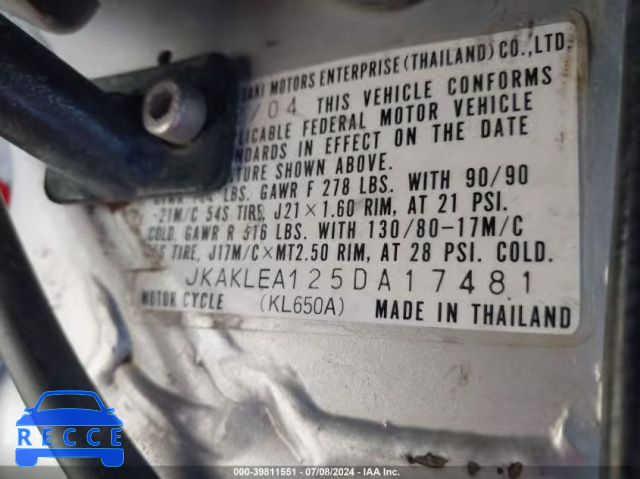 SAKI MOTORS ENTERPRISE (THAILAND) CO., LTD
/04 THIS VEHICLE CONFORMS
LICABLE FEDERAL MOTOR VEHICLE
ANDARDS IN EFFECT ON THE DATE
TURE SHOWN ABOVE.
LBS. GAWR F 278 LBS. WITH 90/90
-21M/C 54S TIRE, J21×1.60 RIM, AT 21 PSI.
COLD. GAWR R 516 LBS. WITH 130/80-17M/C
S TIRE, J17M/C×MT2.50 RIM, AT 28 PSI. COLD.
JKAKLEA125DA17481
MOTOR CYCLE (KL650A) MADE IN THAILAND
RECCE
000-39811551 - 07/08/2024 - IAA Inc.